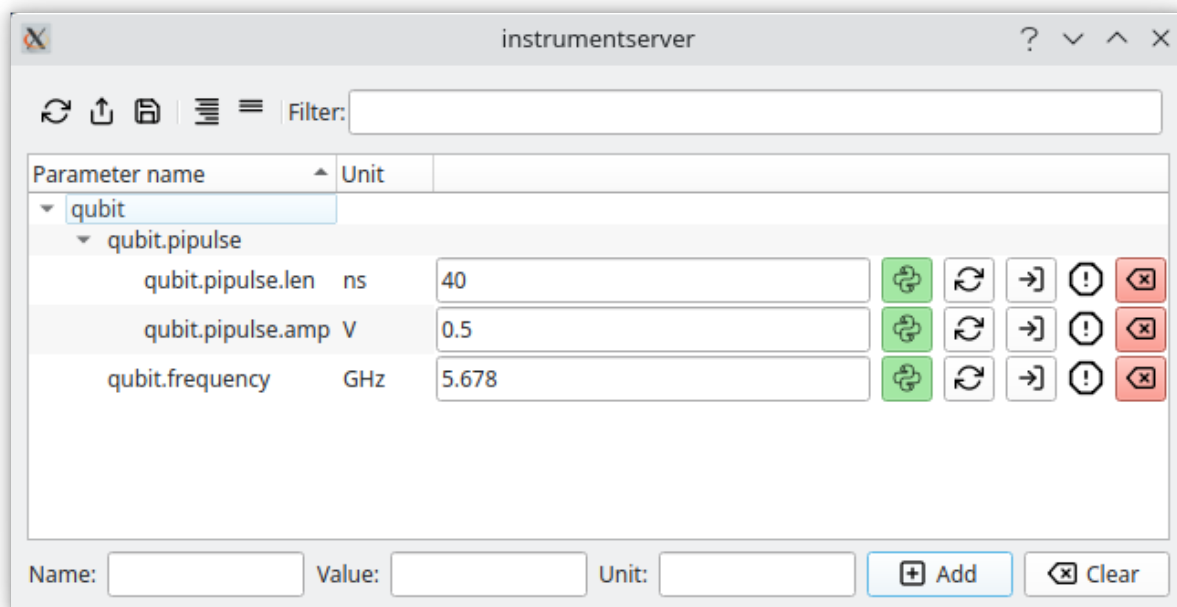 instrumentserver
Filter:
Parameter name Unit
qubit
qubit.pipulse
qubit.pipulse.len ns 40
qubit.pipulse.amp V 0.5
qubit.frequency GHz 5.678
Name: Value: Unit: Add Clear